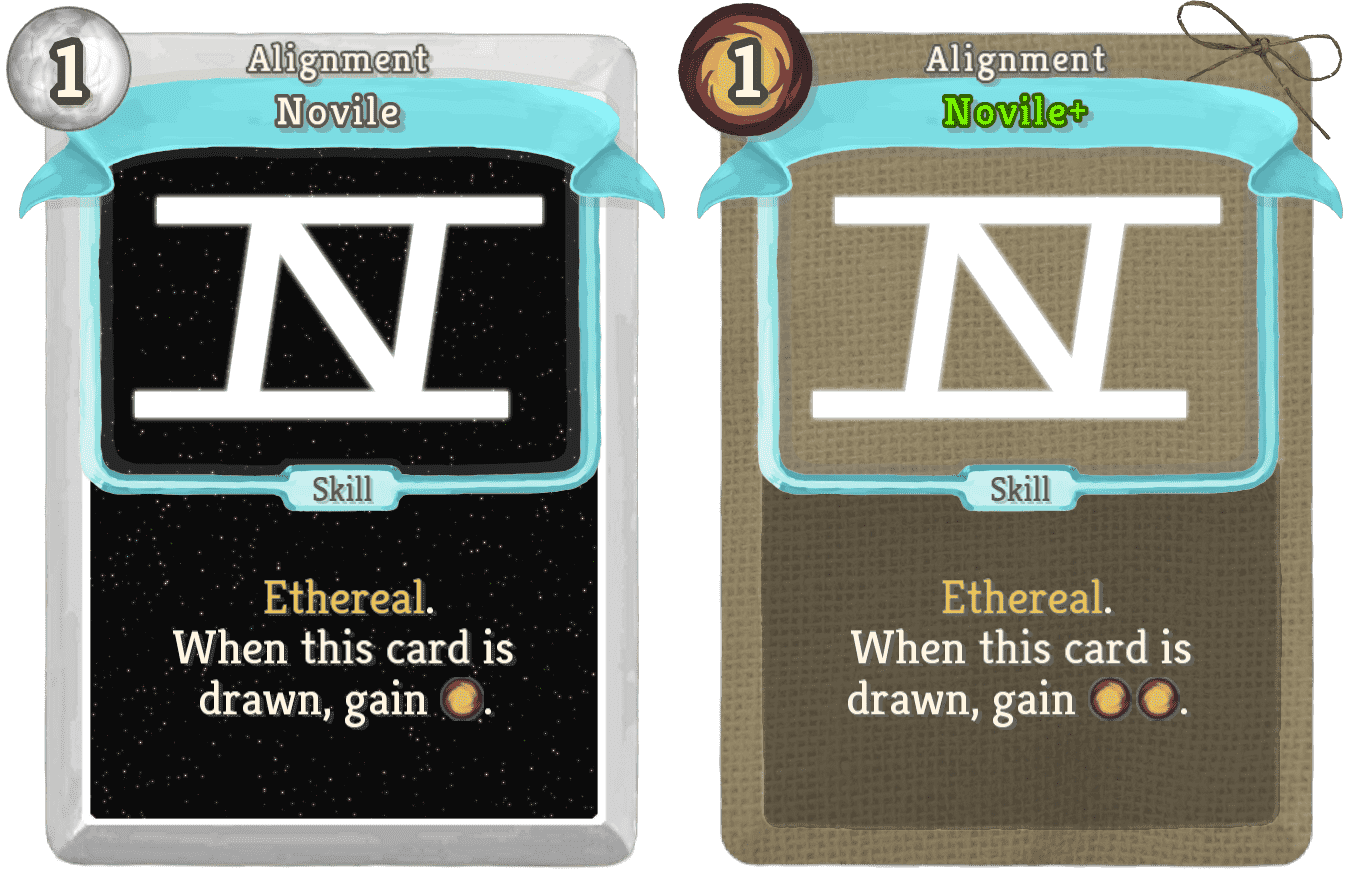 1
Alignment
Novile
N
Skill
Ethereal.
When this card is
drawn, gain .
1
Alignment
Novile+
N
Skill
Ethereal.
When this card is
drawn, gain .